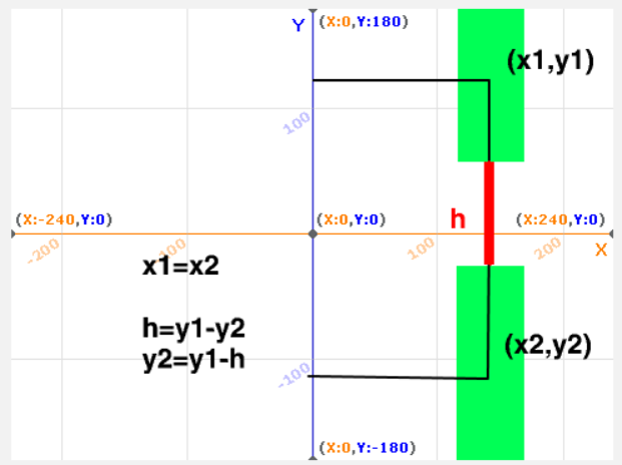 Y (X:0,Y:180)
(x1,y1)
100
(X:-240,Y:0) (X:0,Y:0) h (X:240,Y:0)
-200 -100 100 200 X
x1=x2
h=y1-y2
y2=y1-h
(x2,y2)
-100
(X:0,Y:-180)